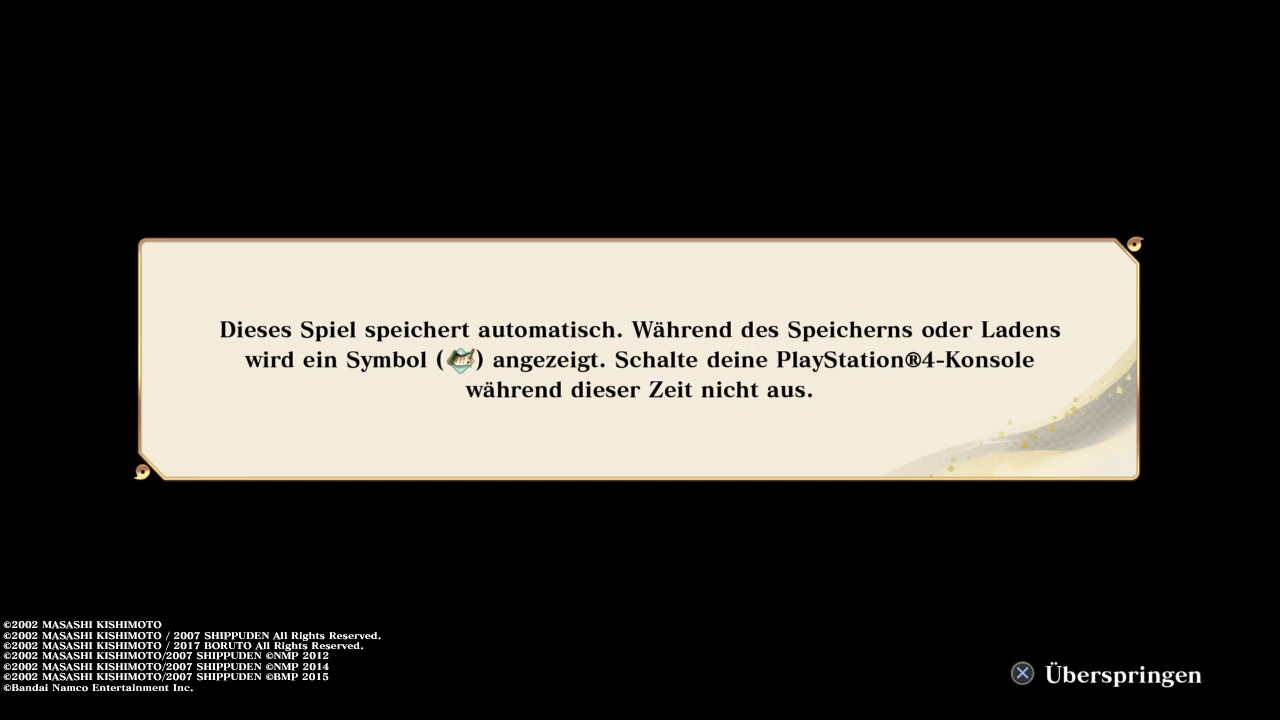 Dieses Spiel speichert automatisch. Während des Speicherns oder Ladens
wird ein Symbol ( ) angezeigt. Schalte deine PlayStation®4-Konsole
während dieser Zeit nicht aus.
©2002 MASASHI KISHIMOTO
©2002 MASASHI KISHIMOTO / 2007 SHIPPUDEN All Rights Reserved.
©2002 MASASHI KISHIMOTO / 2017 BORUTO All Rights Reserved.
©2002 MASASHI KISHIMOTO/2007 SHIPPUDEN ©NMP 2012
©2002 MASASHI KISHIMOTO/2007 SHIPPUDEN ©NMP 2014
©2002 MASASHI KISHIMOTO/2007 SHIPPUDEN ©BMP 2015
©Bandai Namco Entertainment Inc.
Überspringen